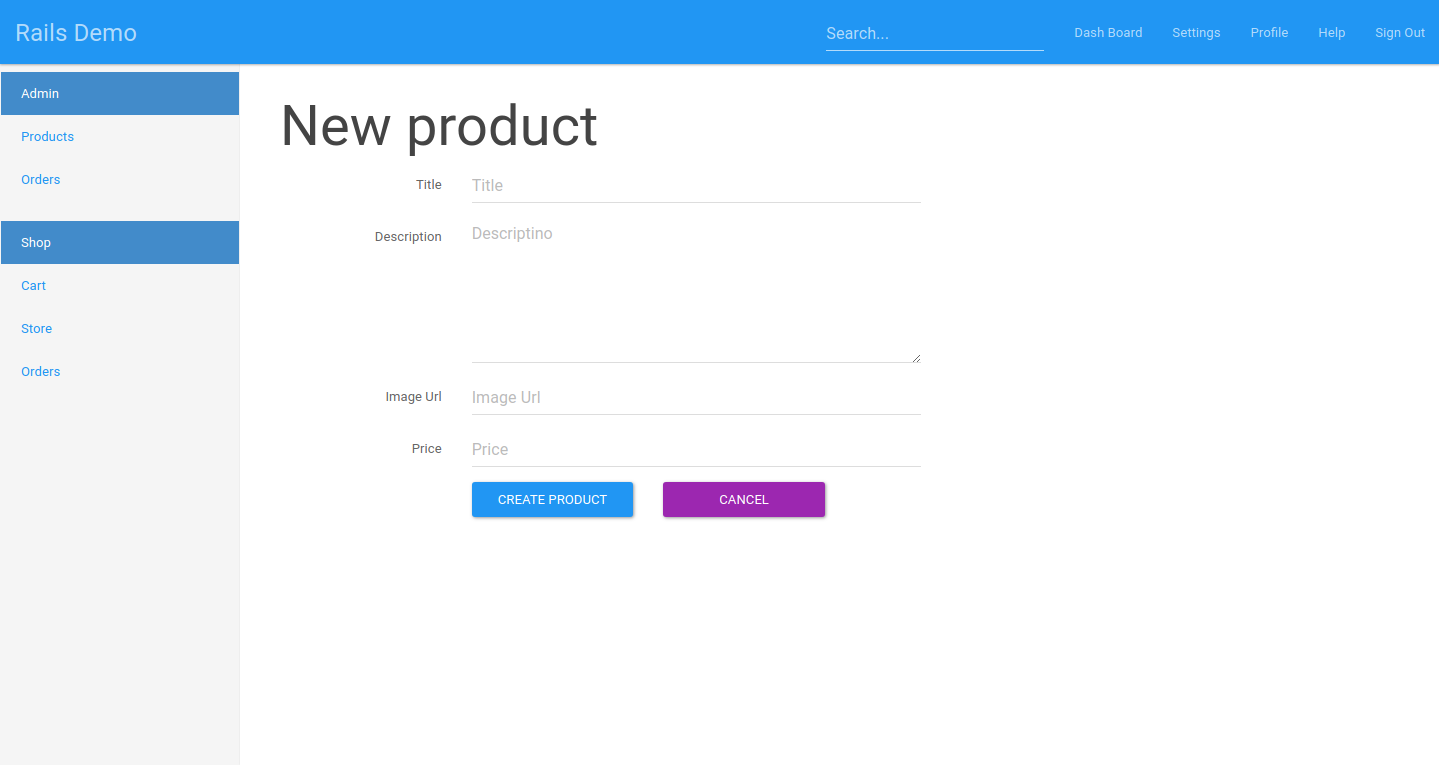 Rails Demo
Search...
Dash Board
Settings
Profile
Help
Sign Out
Admin
Products
Orders
Shop
Cart
Store
Orders
New product
Title
Title
Description
Descriptino
Image Url
Image Url
Price
Price
CREATE PRODUCT
CANCEL